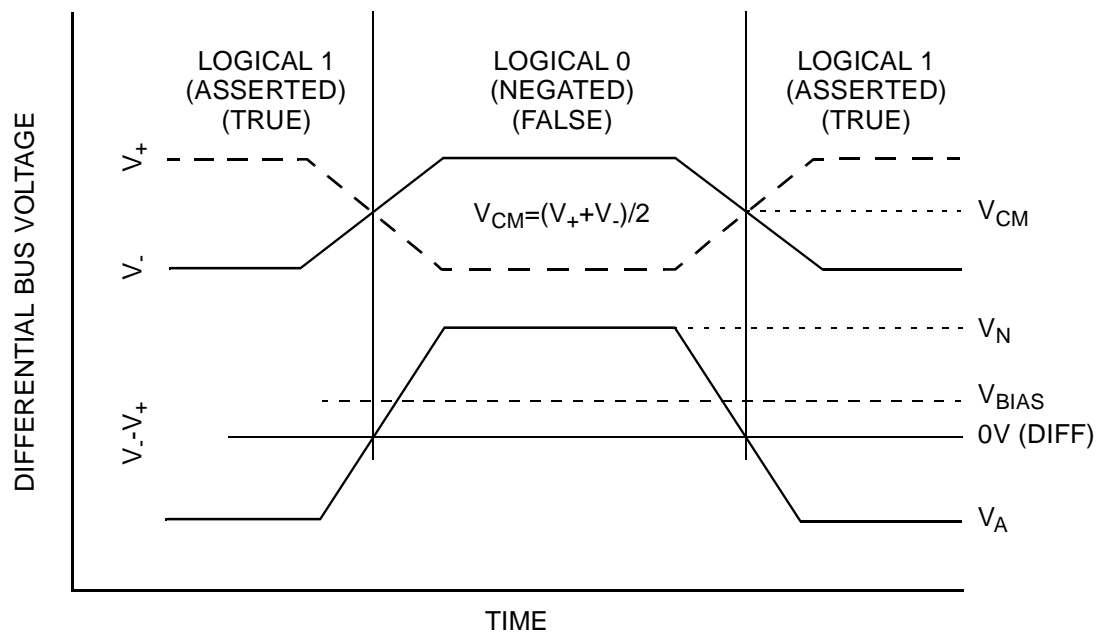 LOGICAL 1
(ASSERTED)
(TRUE)
LOGICAL 0
(NEGATED)
(FALSE)
LOGICAL 1
(ASSERTED)
(TRUE)
DIFFERENTIAL BUS VOLTAGE
V+
V-
V--V+
VCM=(V++V-)/2
VCM
VN
VBIAS
0V (DIFF)
VA
TIME